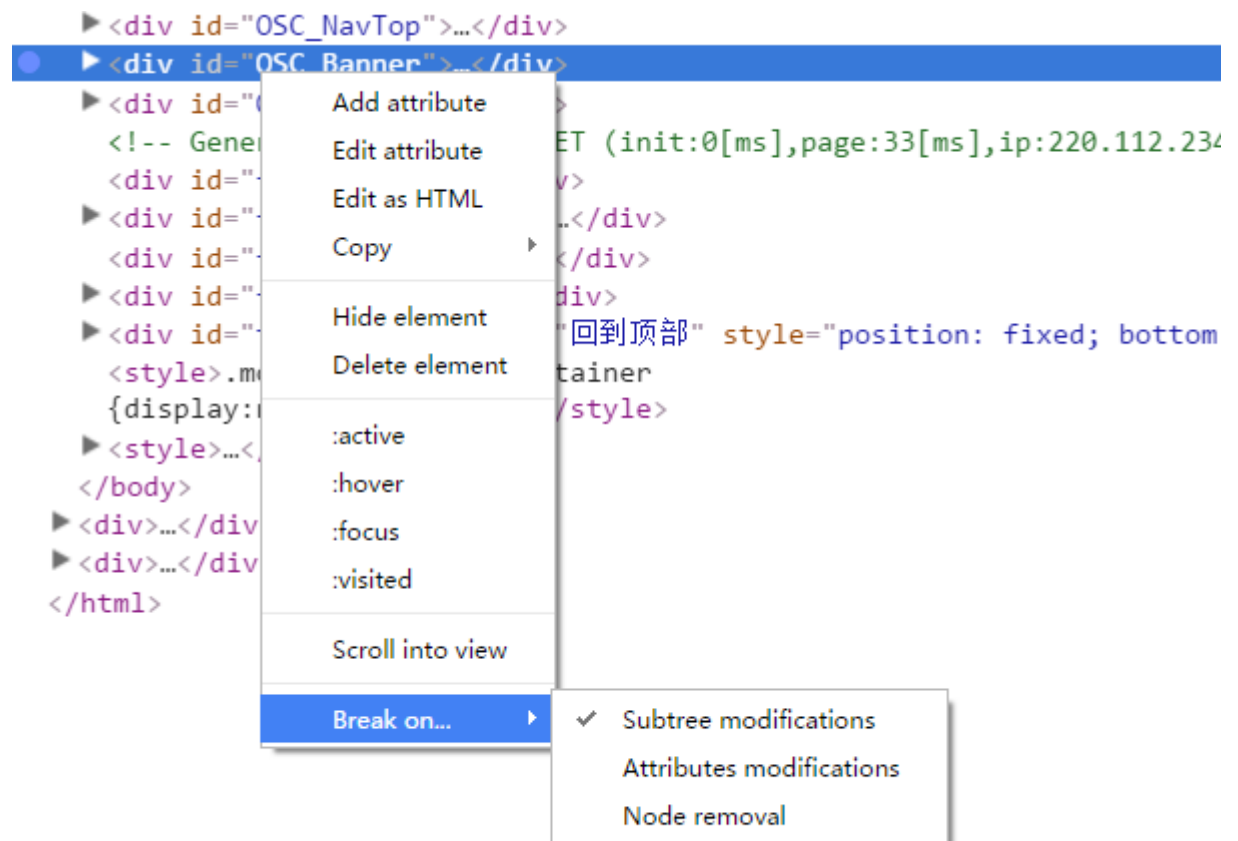 <div id="OSC_NavTop">…</div>
<div id="OSC_Banner">…</div>
<div id="
<!-- Gene ET (init:0[ms],page:33[ms],ip:220.112.234
<div id=" v>
<div id=" …</div>
<div id=" </div>
<div id=" div>
<div id=" "回到顶部" style="position: fixed; bottom
<style>.m tainer
{display: /style>
<style>…<
</body>
<div>…</div
<div>…</div
</html>
Add attribute
Edit attribute
Edit as HTML
Copy
Hide element
Delete element
:active
:hover
:focus
:visited
Scroll into view
Break on...
Subtree modifications
Attributes modifications
Node removal